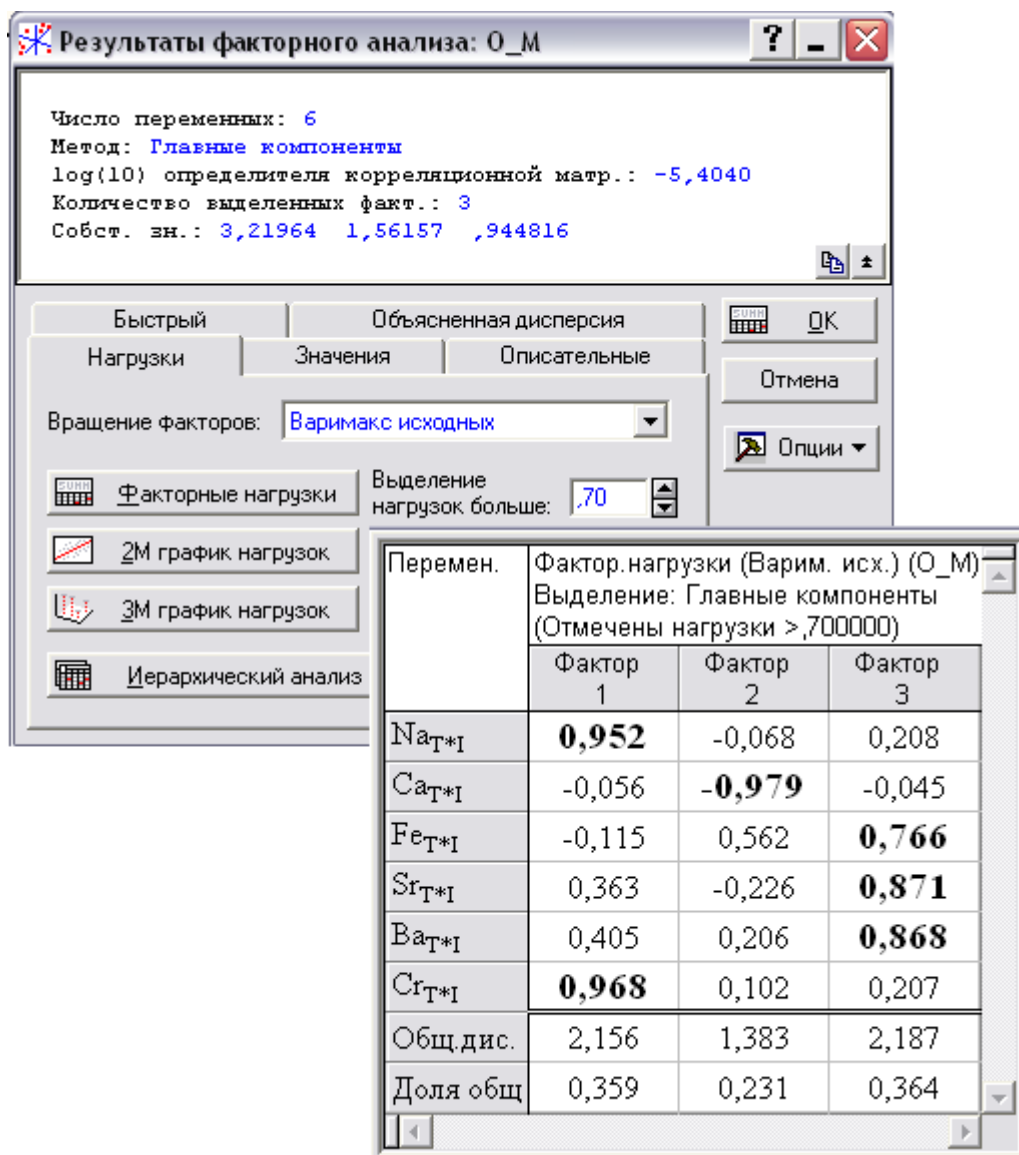 Результаты факторного анализа: О_М
Число переменных: 6
Метод: Главные компоненты
log(10) определителя корреляционной матр.: -5,4040
Количество выделенных факт.: 3
Собст. зн.: 3,21964 1,56157 ,944816
Быстрый Объясненная дисперсия
Нагрузки Значения Описательные
OK
Отмена
Опции
Вращение факторов: Варимакс исходных
Факторные нагрузки
Выделение
нагрузок больше: ,70
2М график нагрузок
3М график нагрузок
Иерархический анализ
Перемен. Фактор.нагрузки (Варим. исх.) (О_М)
Выделение: Главные компоненты
(Отмечены нагрузки >,700000)
Фактор Фактор Фактор
1 2 3
NaT*I 0,952 -0,068 0,208
CaT*I -0,056 -0,979 -0,045
FeT*I -0,115 0,562 0,766
SrT*I 0,363 -0,226 0,871
BaT*I 0,405 0,206 0,868
CrT*I 0,968 0,102 0,207
Общ.дис. 2,156 1,383 2,187
Доля общ 0,359 0,231 0,364